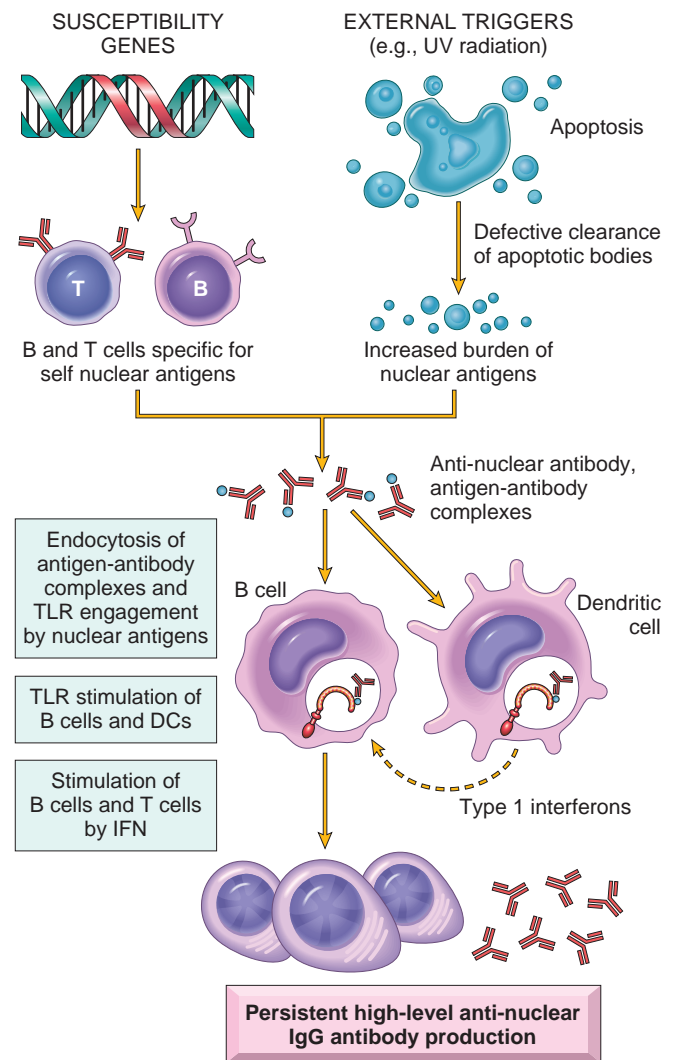 SUSCEPTIBILITY
GENES
EXTERNAL TRIGGERS
(e.g., UV radiation)
Apoptosis
Defective clearance
of apoptotic bodies
T
B
B and T cells specific for
self nuclear antigens
Increased burden of
nuclear antigens
Anti-nuclear antibody,
antigen-antibody
complexes
Endocytosis of
antigen-antibody
complexes and
TLR engagement
by nuclear antigens
B cell
Dendritic
cell
TLR stimulation of
B cells and DCs
Stimulation of
B cells and T cells
by IFN
Type 1 interferons
Persistent high-level anti-nuclear
IgG antibody production